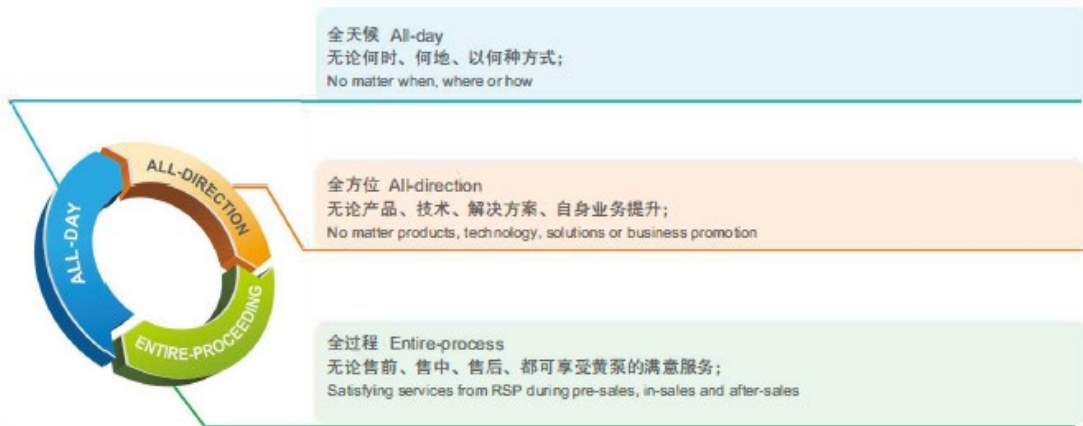 全天候 All-day
无论何时、何地、以何种方式；
No matter when, where or how
ALL-DIRECTION
ALL-DAY
ENTIRE-PROCEEDING
全方位 All-direction
无论产品、技术、解决方案、自身业务提升；
No matter products, technology, solutions or business promotion
全过程 Entire-process
无论售前、售中、售后、都可享受黄泵的满意服务；
Satisfying services from RSP during pre-sales, in-sales and after-sales